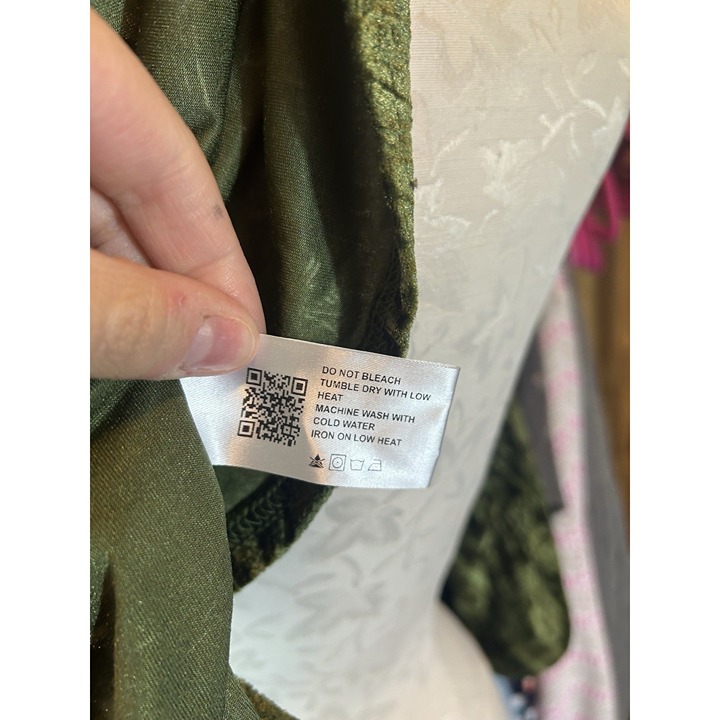 DO NOT BLEACH
TUMBLE DRY WITH LOW
HEAT
MACHINE WASH WITH
COLD WATER
IRON ON LOW HEAT